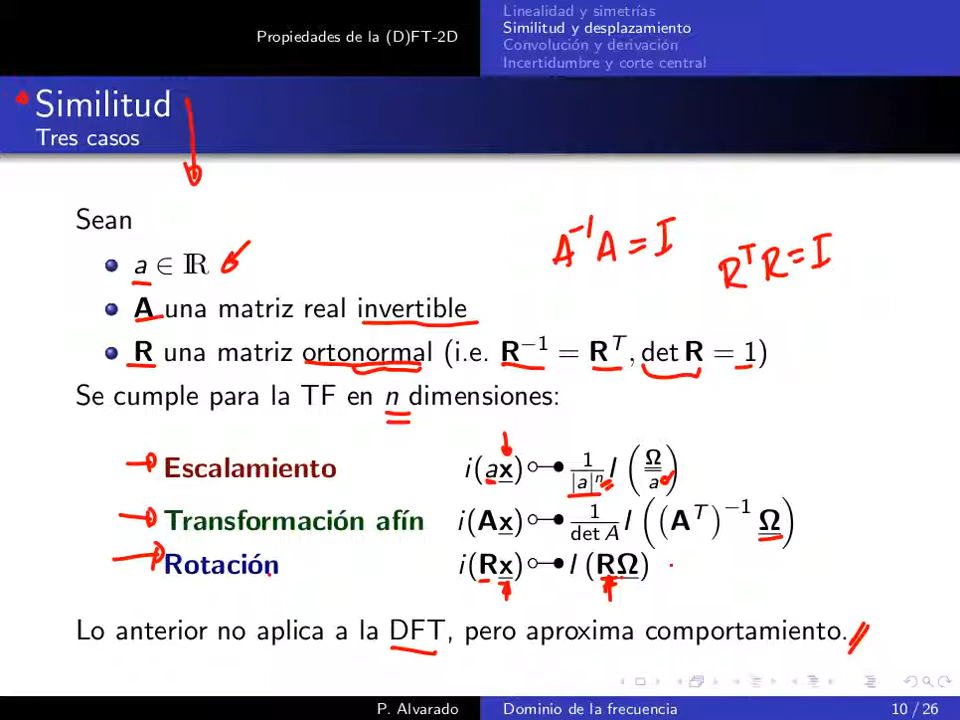 Propiedades de la (D)FT-2D
Linealidad y simetrías
Similitud y desplazamiento
Convolución y derivación
Incertidumbre y corte central
Similitud
Tres casos
Sean
a ∈ ℝ
A una matriz real invertible
R una matriz ortonormal (i.e. R⁻¹ = Rᵀ, det R = 1)
A⁻¹A = I
RᵀR = I
Se cumple para la TF en n dimensiones:
Escalamiento i(ax) ○─● 1/|a|ⁿ I (Ω/a)
Transformación afín i(Ax) ○─● 1/det A I ((Aᵀ)⁻¹ Ω)
Rotación i(Rx) ○─● I (RΩ)
Lo anterior no aplica a la DFT, pero aproxima comportamiento.
P. Alvarado Dominio de la frecuencia 10 / 26